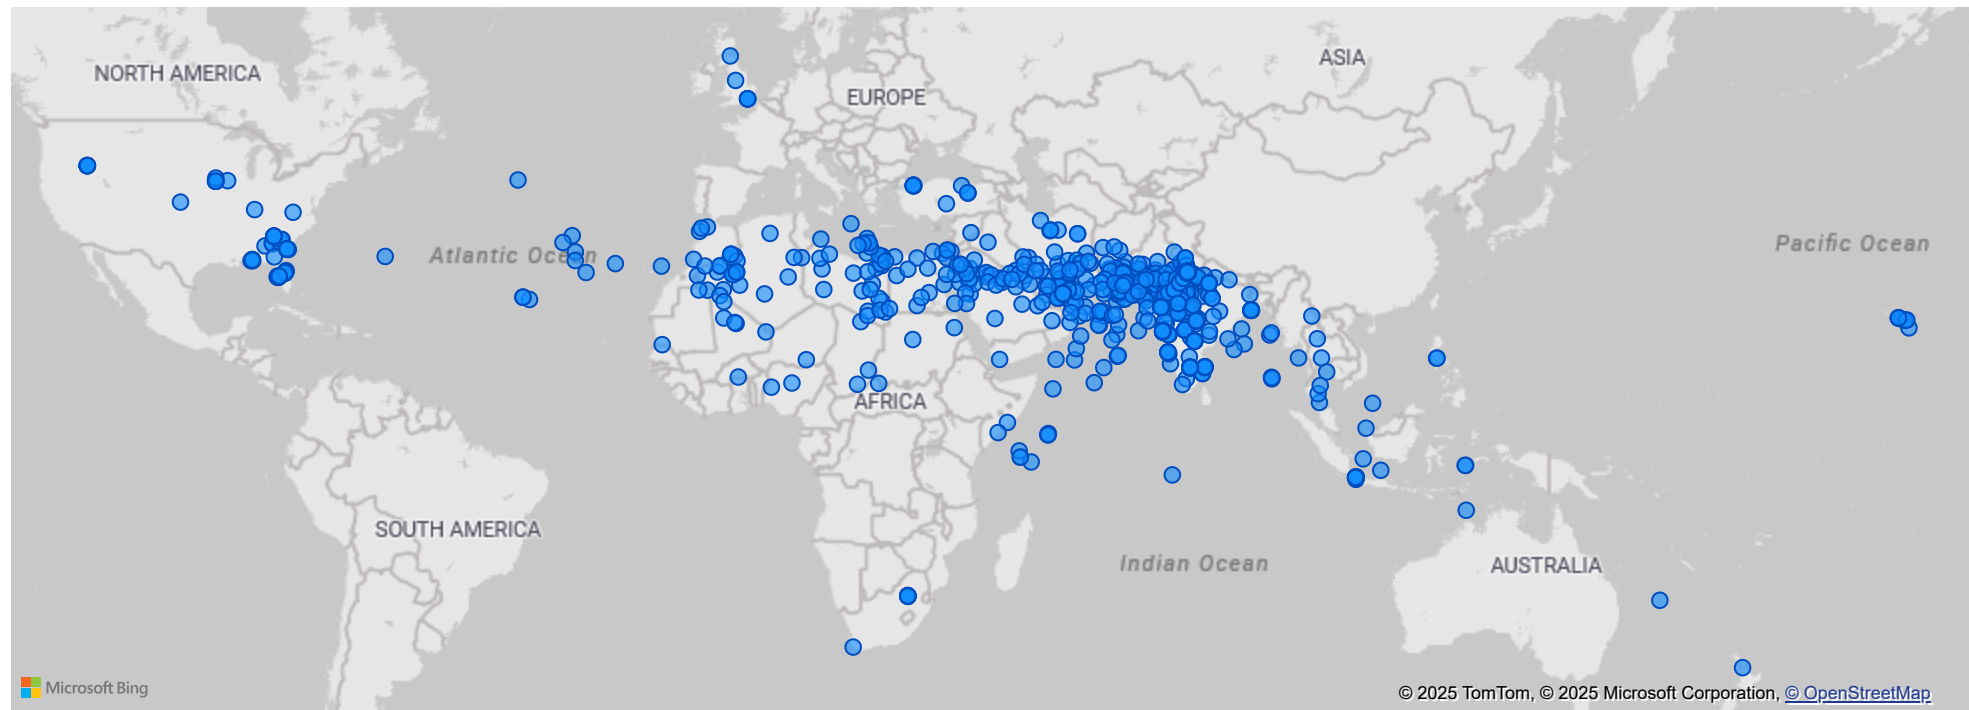 ASIA
NORTH AMERICA
EUROPE
Pacific Ocean
Atlantic Ocean
AFRICA
SOUTH AMERICA
Indian Ocean
AUSTRALIA
Microsoft Bing
© 2025 TomTom, © 2025 Microsoft Corporation, © OpenStreetMap